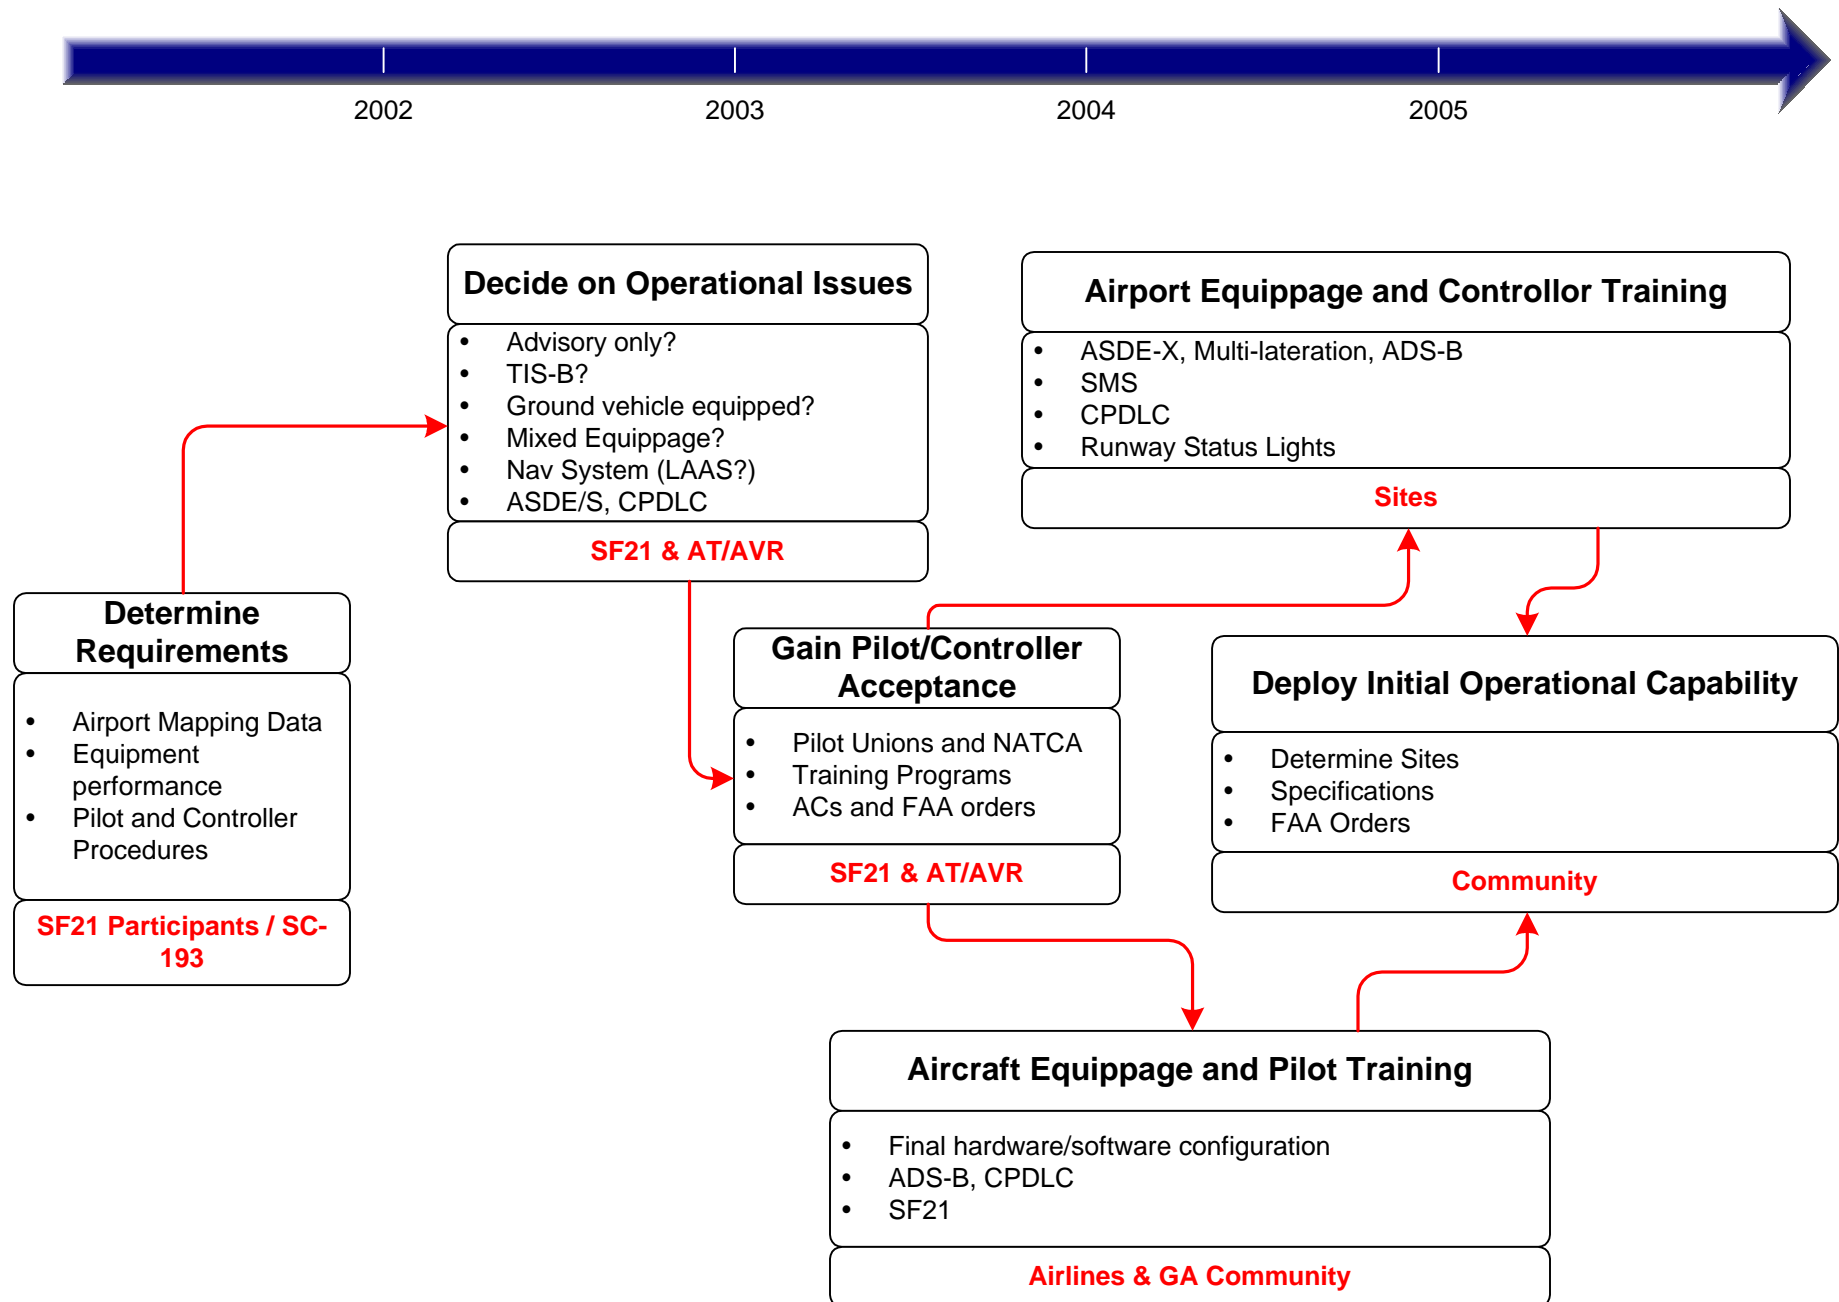 2002
2003
2004
2005
Decide on Operational Issues
• Advisory only?
• TIS-B?
• Ground vehicle equipped?
• Mixed Equippage?
• Nav System (LAAS?)
• ASDE/S, CPDLC
SF21 & AT/AVR
Airport Equippage and Controllor Training
• ASDE-X, Multi-lateration, ADS-B
• SMS
• CPDLC
• Runway Status Lights
Sites
Determine
Requirements
• Airport Mapping Data
• Equipment
performance
• Pilot and Controller
Procedures
SF21 Participants / SC-
193
Gain Pilot/Controller
Acceptance
• Pilot Unions and NATCA
• Training Programs
• ACs and FAA orders
SF21 & AT/AVR
Deploy Initial Operational Capability
• Determine Sites
• Specifications
• FAA Orders
Community
Aircraft Equippage and Pilot Training
• Final hardware/software configuration
• ADS-B, CPDLC
• SF21
Airlines & GA Community